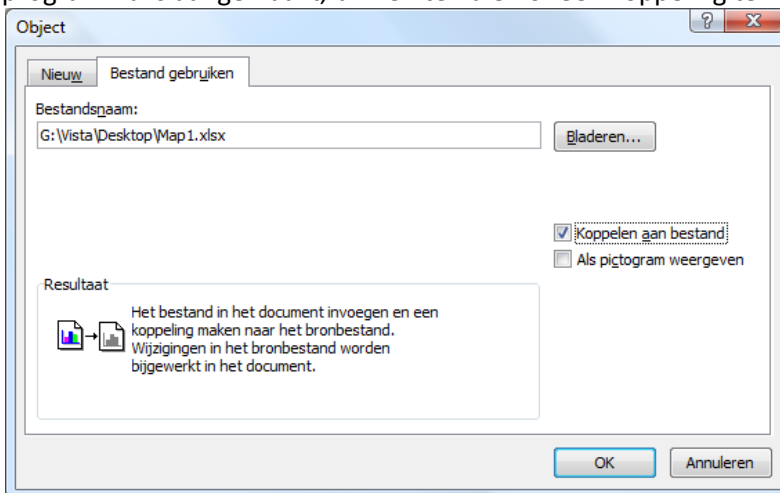 Object
Nieuw Bestand gebruiken
Bestandsnaam:
G:\Vista\Desktop\Map1.xlsx Bladeren...
Koppelen aan bestand
Als pictogram weergeven
Resultaat
Het bestand in het document invoegen en een
koppeling maken naar het bronbestand.
Wijzigingen in het bronbestand worden
bijgewerkt in het document.
OK Annuleren